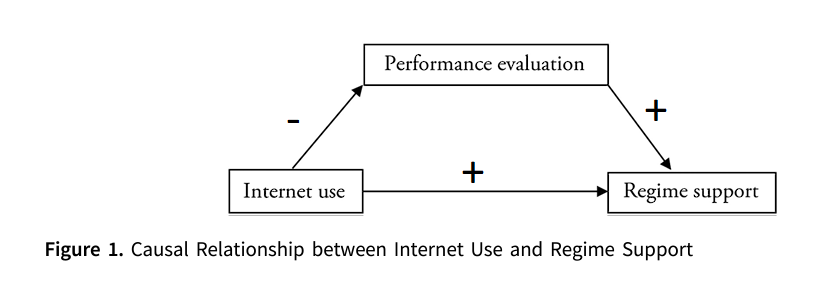 Performance evaluation
-
+
+
Internet use
Regime support
Figure 1. Causal Relationship between Internet Use and Regime Support